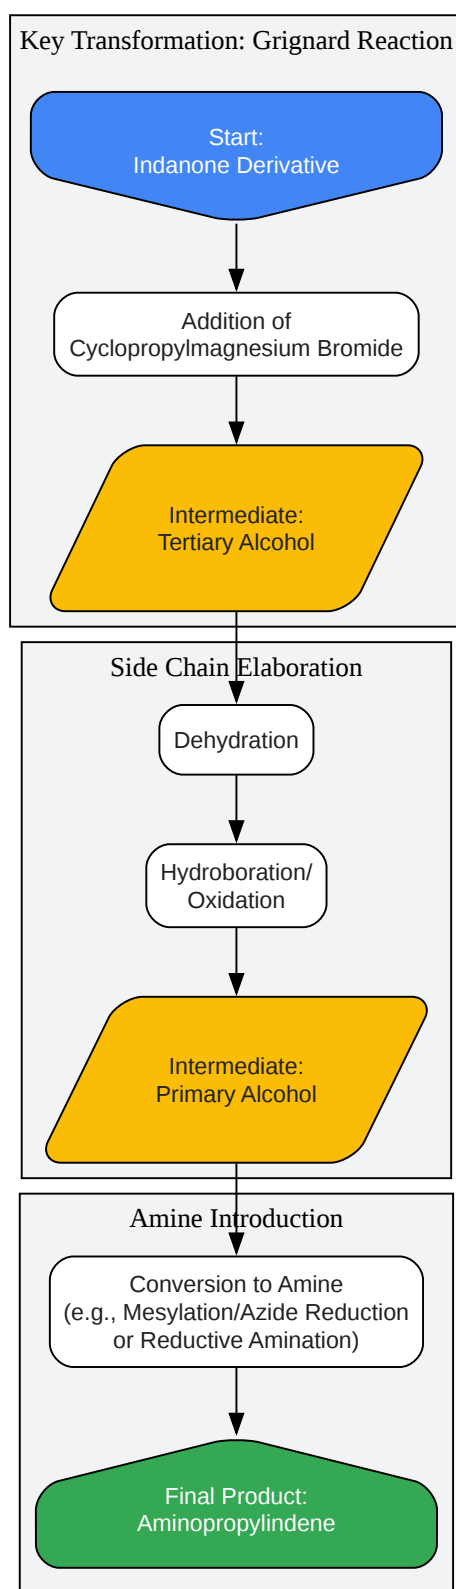 Key Transformation: Grignard Reaction
Start:
Indanone Derivative
Addition of
Cyclopropylmagnesium Bromide
Intermediate:
Tertiary Alcohol
Side Chain Elaboration
Dehydration
Hydroboration/
Oxidation
Intermediate:
Primary Alcohol
Amine Introduction
Conversion to Amine
(e.g., Mesylation/Azide Reduction
or Reductive Amination)
Final Product:
Aminopropylindene